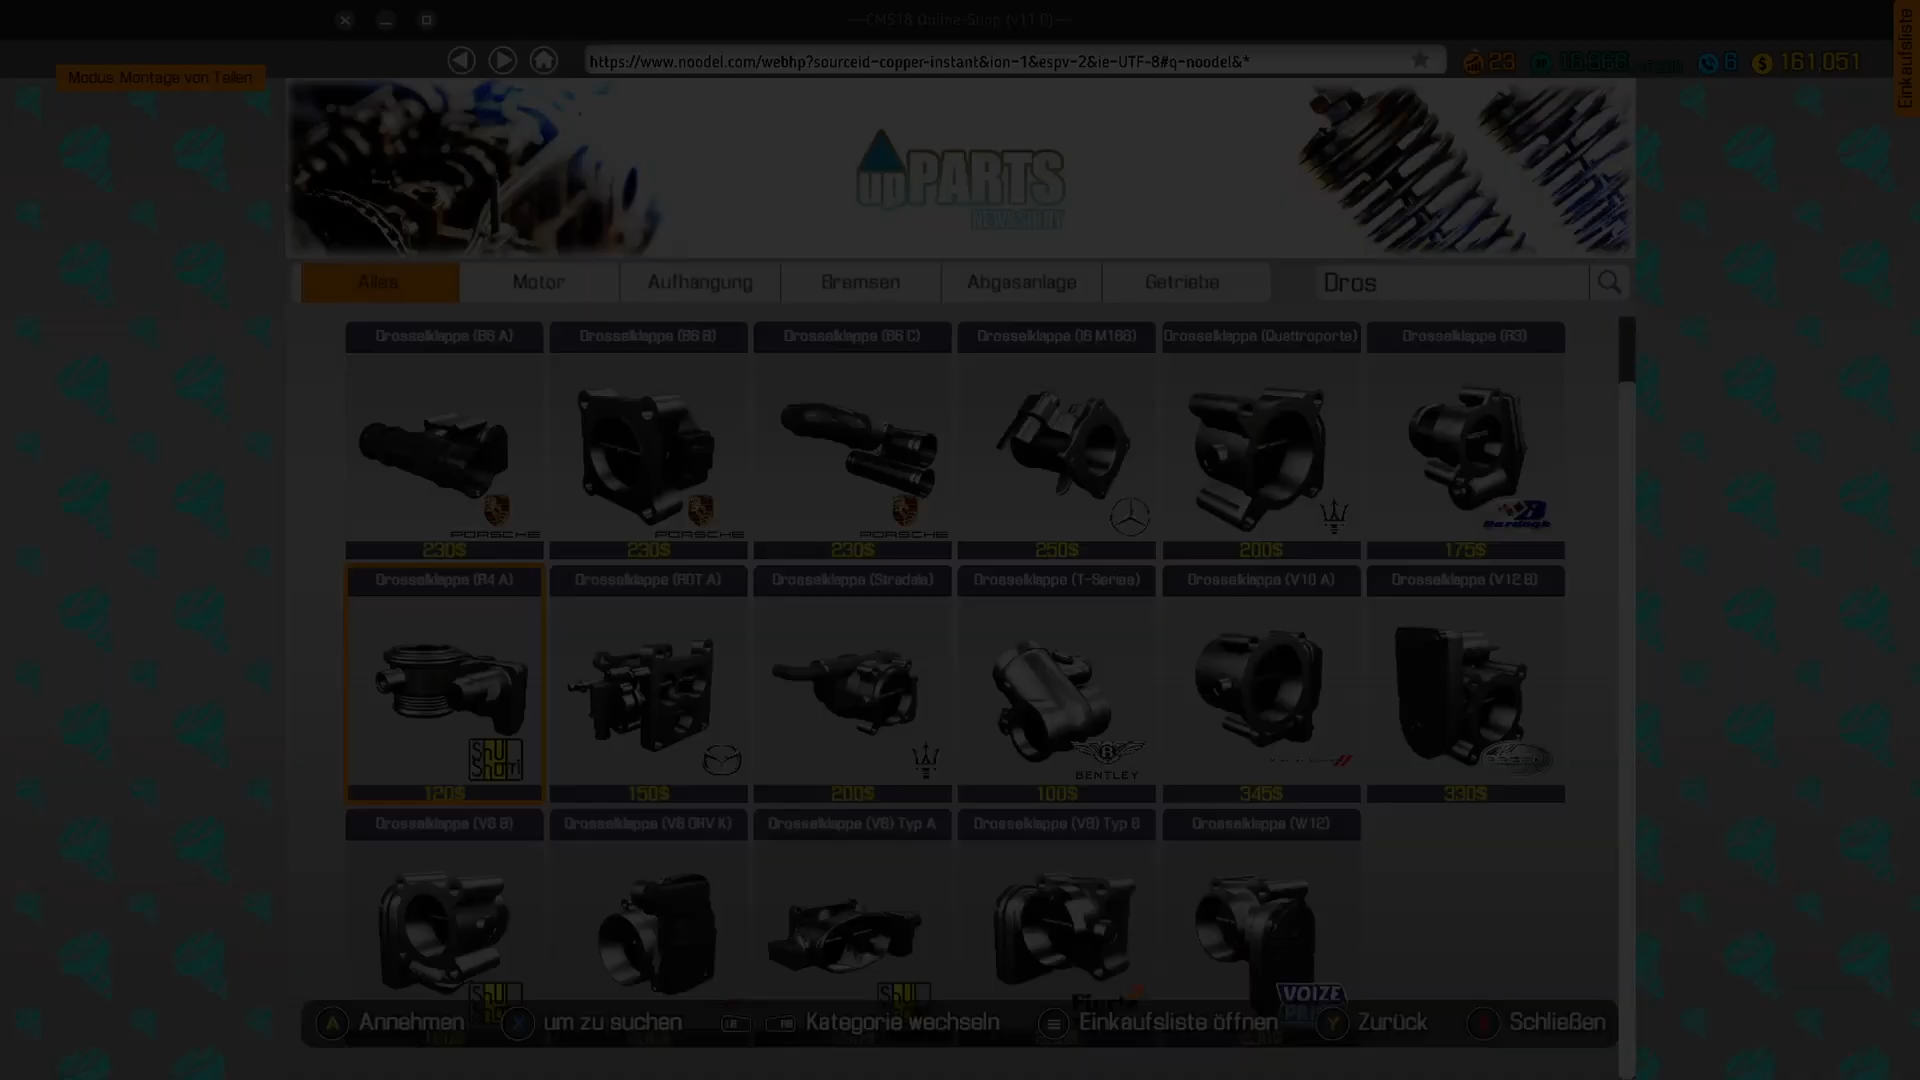 CMS18 Online-Shop (v11.0)
https://www.noodel.com/webhp?sourceid-copper-instant&ion-1&espv-2&ie-UTF-8#q-noodel&*
23
6
161,051
Einkaufsliste
Modus: Montage von Teilen
upPARTS
Alles
Motor
Aufhängung
Bremsen
Abgasanlage
Getriebe
Dros
Drosselklappe (B6 A)
Drosselklappe (B6 B)
Drosselklappe (B6 C)
Drosselklappe (I6 M186)
Drosselklappe (Quattroporte)
Drosselklappe (R3)
PORSCHE
PORSCHE
PORSCHE
230$
230$
230$
250$
200$
175$
Drosselklappe (R4 A)
Drosselklappe (ROT A)
Drosselklappe (Stradale)
Drosselklappe (T-Series)
Drosselklappe (V10 A)
Drosselklappe (V12 B)
BENTLEY
120$
150$
200$
100$
345$
330$
Drosselklappe (V6 B)
Drosselklappe (V8 OHV K)
Drosselklappe (V8) Typ A
Drosselklappe (V8) Typ B
Drosselklappe (W12)
VOIZE
A Annehmen
X um zu suchen
LB RB Kategorie wechseln
Einkaufsliste öffnen
Y Zurück
Schließen